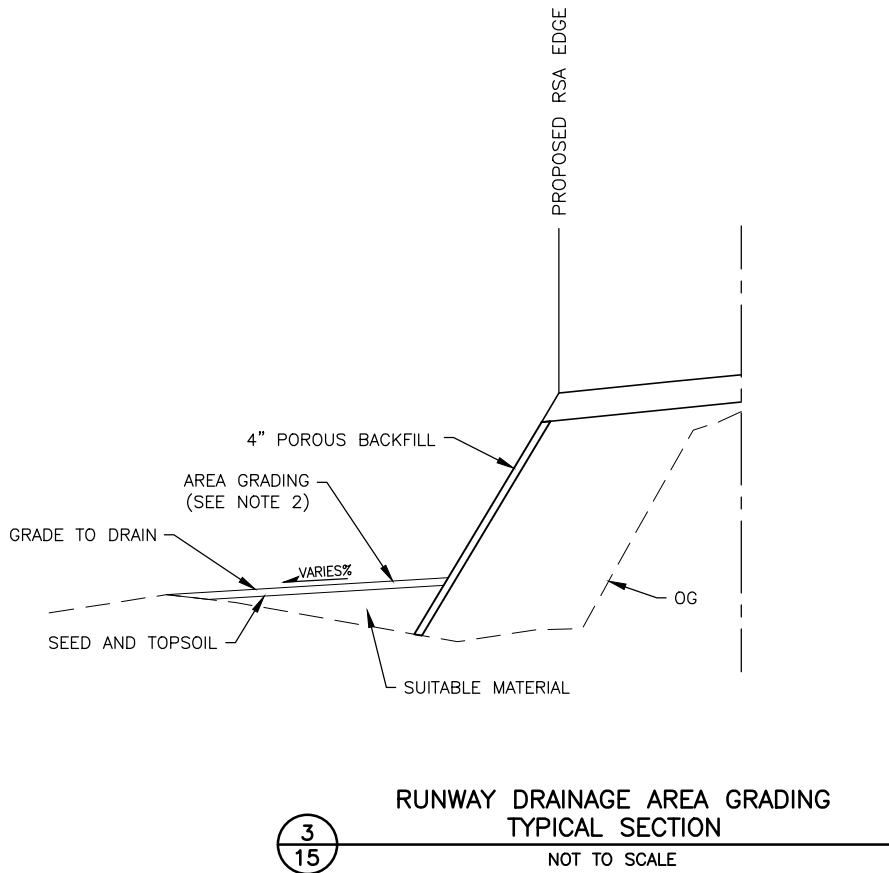 PROPOSED RSA EDGE
4" POROUS BACKFILL
AREA GRADING
(SEE NOTE 2)
GRADE TO DRAIN
VARIES%
OG
SEED AND TOPSOIL
SUITABLE MATERIAL
RUNWAY DRAINAGE AREA GRADING
TYPICAL SECTION
3
15
NOT TO SCALE